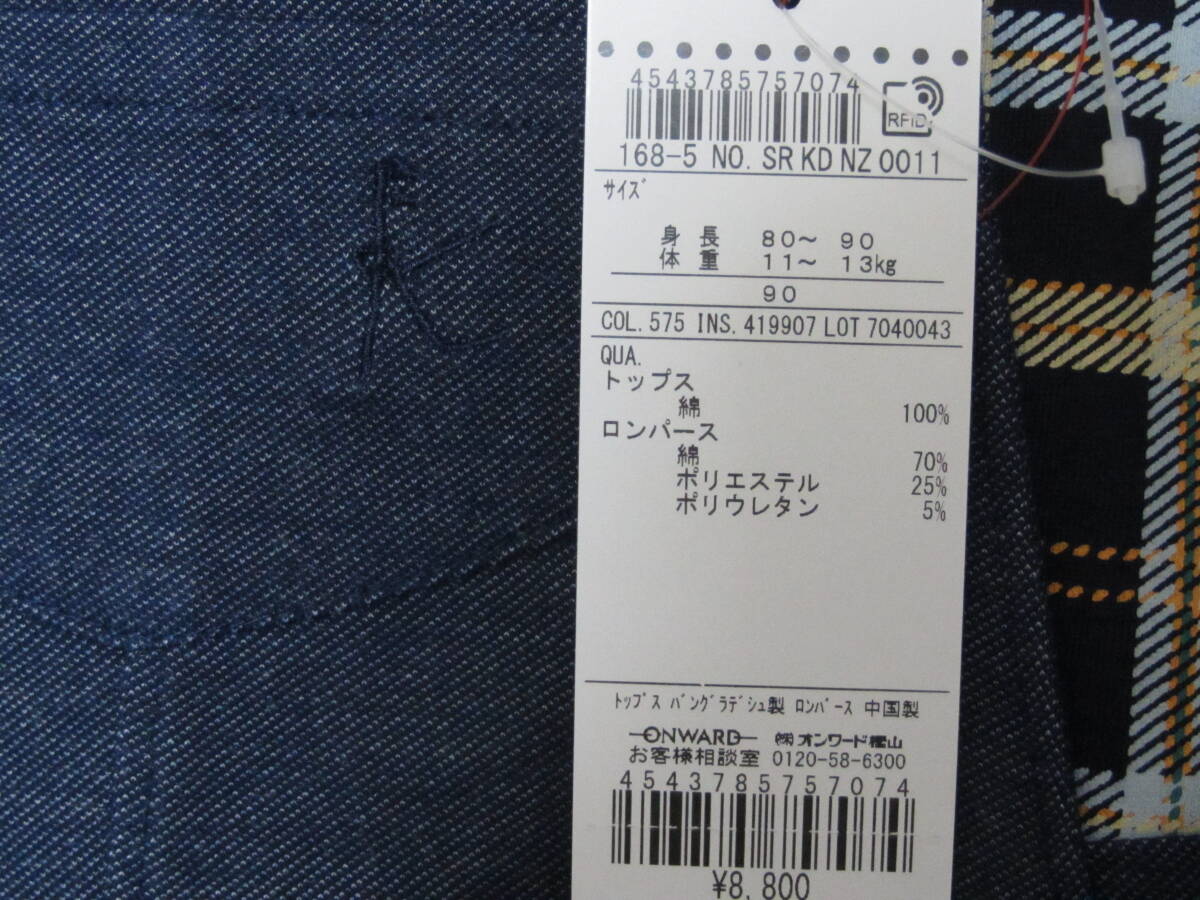 4543785757074
RFID
168-5 NO. SR KD NZ 0011
サイズ
身長 80～ 90
体重 11～ 13kg
90
COL. 575 INS. 419907 LOT 7040043
QUA.
トップス
綿 100%
ロンパース
綿 70%
ポリエステル 25%
ポリウレタン 5%
トップス バングラデシュ製 ロンパース 中国製
ONWARD ㈱オンワード樫山
お客様相談室 0120-58-6300
4543785757074
¥8,800